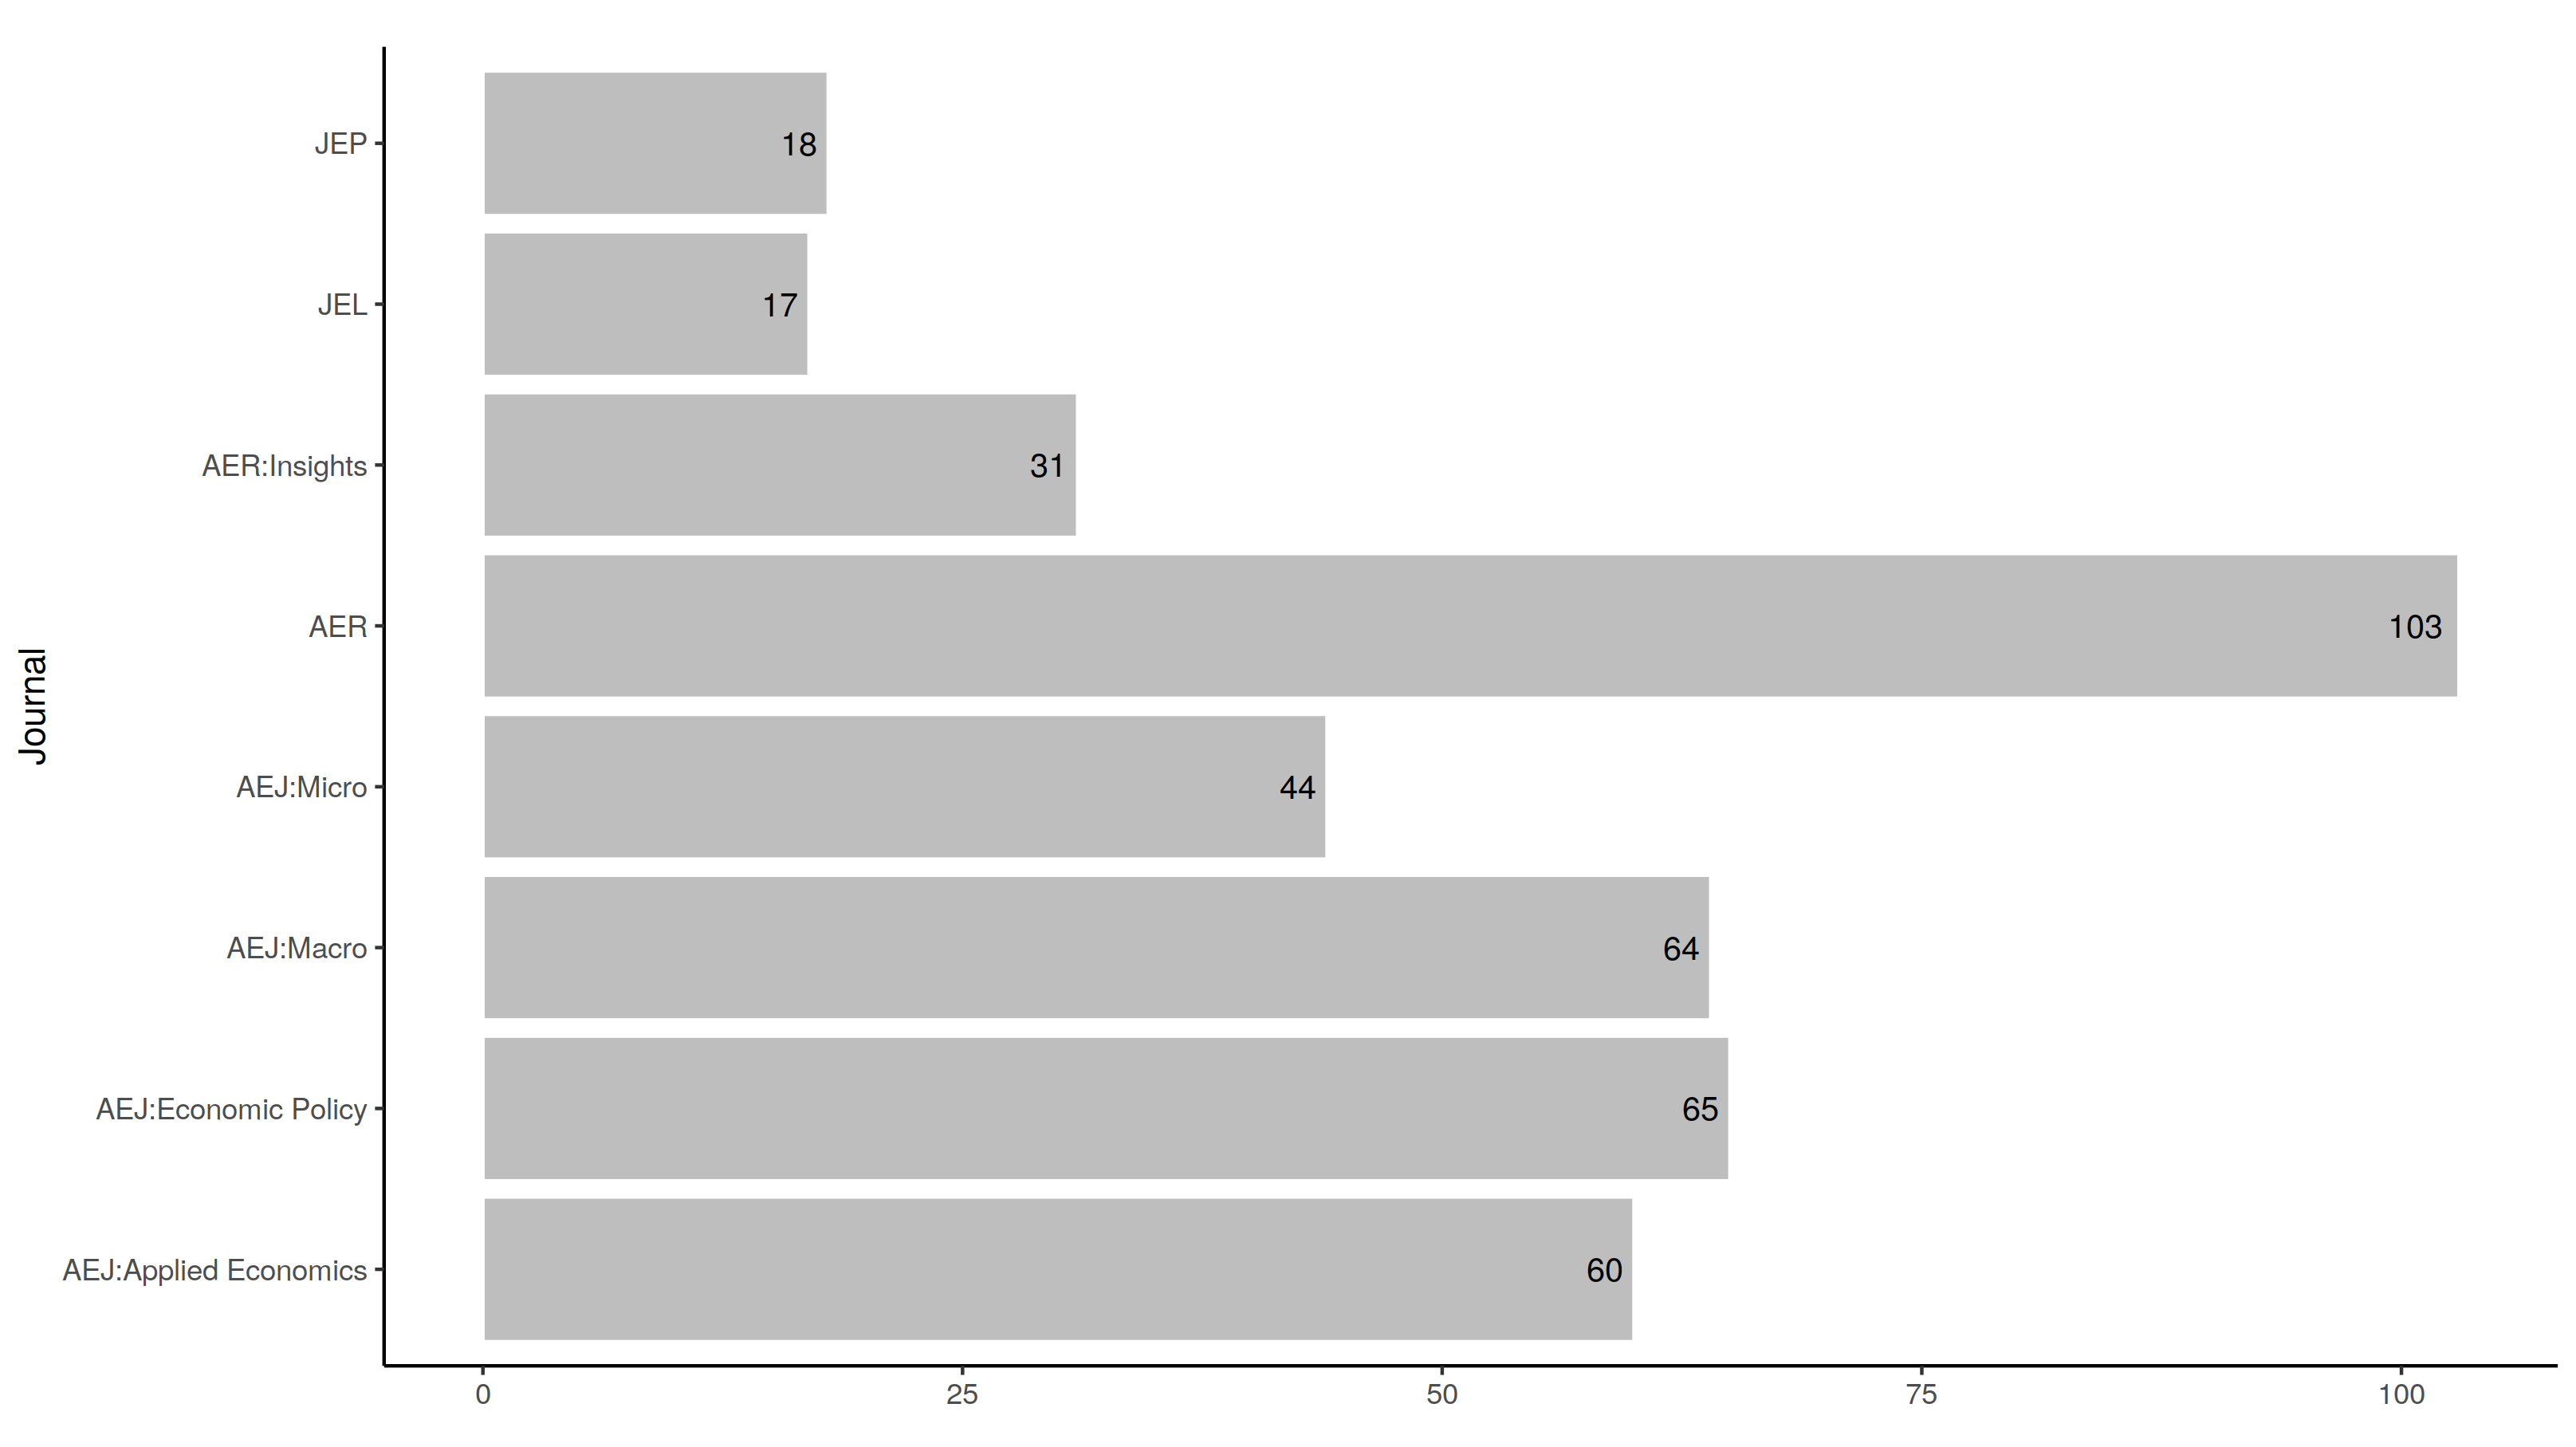 JEP
18
JEL
17
AER:Insights
31
AER
103
Journal
AEJ:Micro
44
AEJ:Macro
64
AEJ:Economic Policy
65
AEJ:Applied Economics
60
0 25 50 75 100